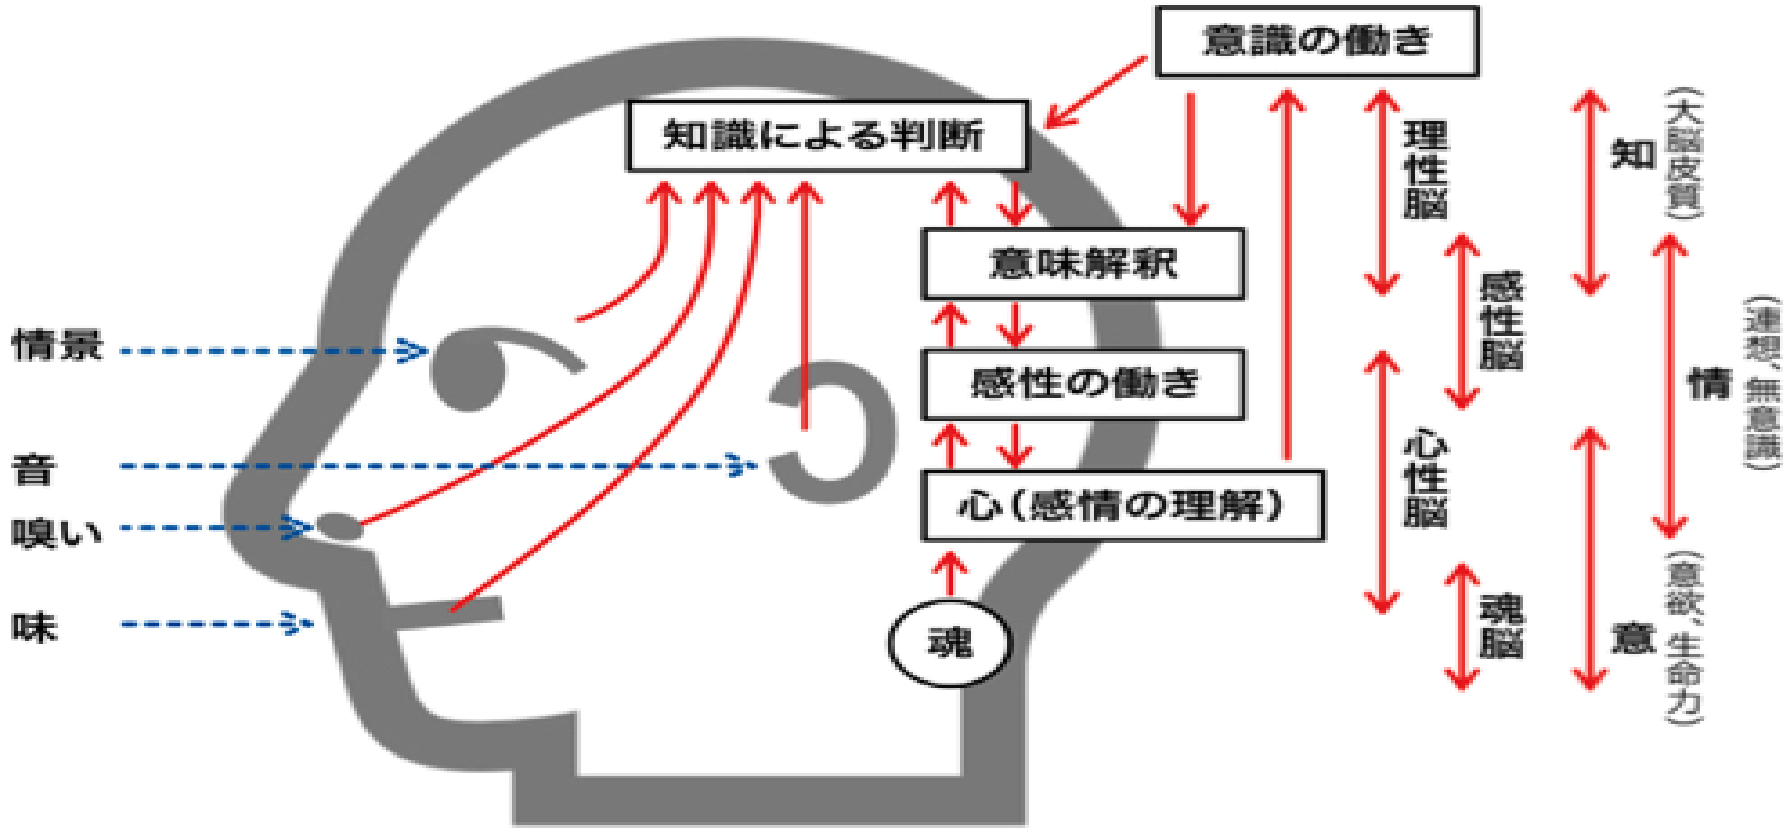 意識の働き
知識による判断
意味解釈
感性の働き
心（感情の理解）
魂
情景
音
嗅い
味
理性脳
感性脳
心性脳
魂脳
知
（大脳皮質）
情
（連想、無意識）
意
（意欲、生命力）